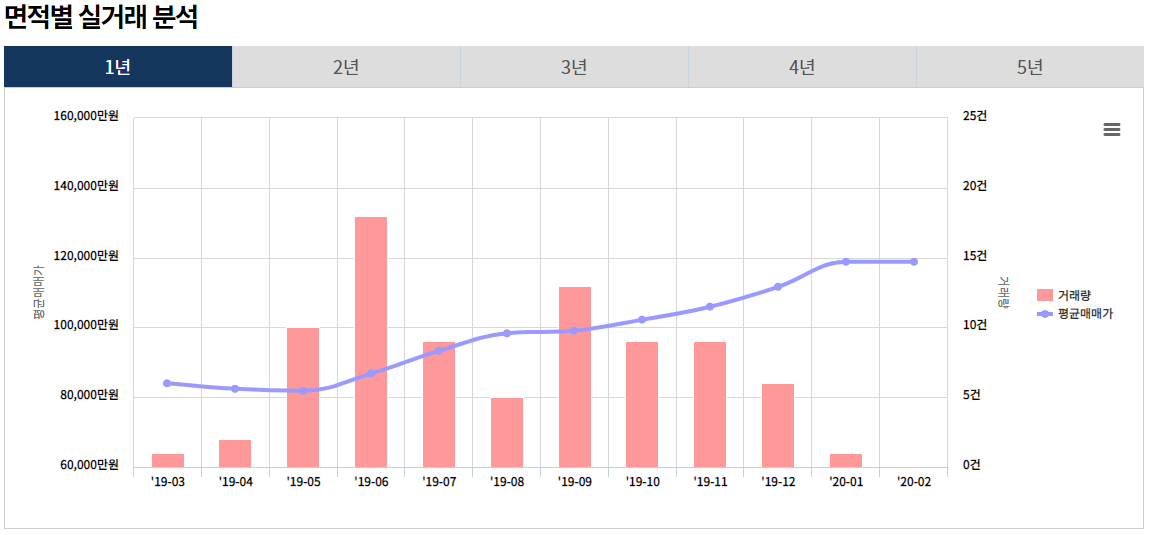 면적별 실거래 분석
1년 2년 3년 4년 5년
160,000만원 25건
140,000만원 20건
120,000만원 15건
100,000만원 10건
80,000만원 5건
60,000만원 0건
거래량
거래량
평균매매가
'19-03 '19-04 '19-05 '19-06 '19-07 '19-08 '19-09 '19-10 '19-11 '19-12 '20-01 '20-02